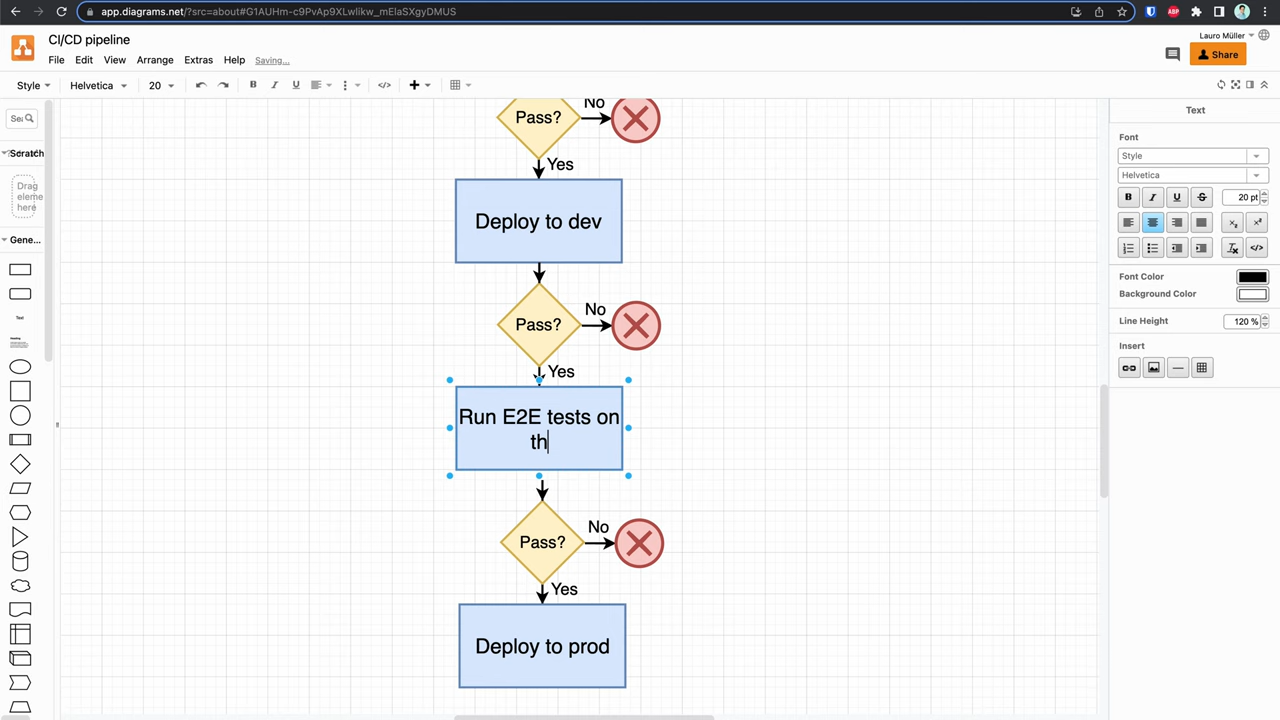 app.diagrams.net/?src=about#G1AUHm-c9PvAp9XLwlikw_mElaSXgyDMUS
CI/CD pipeline
Lauro Müller
File Edit View Arrange Extras Help Saving...
Share
Style Helvetica 20
Text
Scratch
Drag
eleme
here
Gene...
Text
Heading
Font
Style
Helvetica
B I U S 20 pt
Font Color
Background Color
Line Height 120 %
Insert
Pass? No
Yes
Deploy to dev
Pass? No
Yes
Run E2E tests on
th
Pass? No
Yes
Deploy to prod